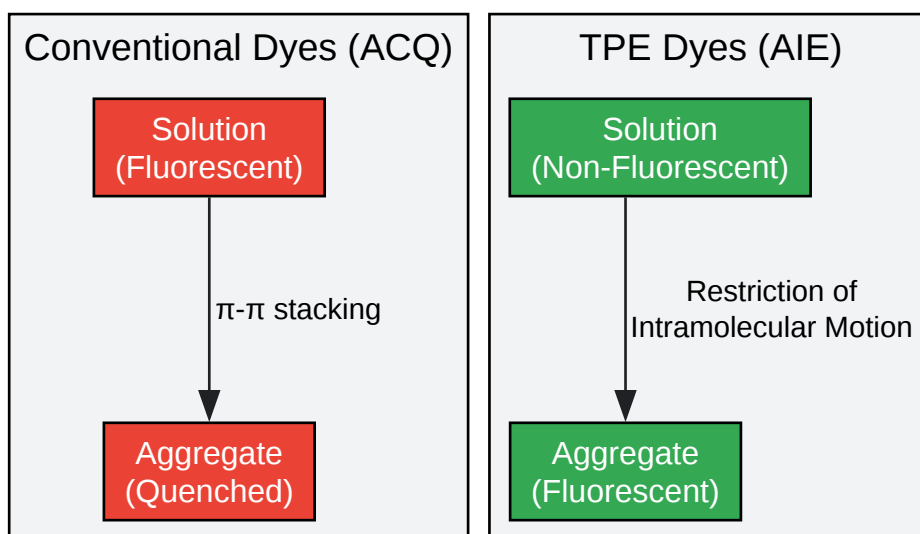 Conventional Dyes (ACQ)
Solution
(Fluorescent)
π-π stacking
Aggregate
(Quenched)
TPE Dyes (AIE)
Solution
(Non-Fluorescent)
Restriction of
Intramolecular Motion
Aggregate
(Fluorescent)